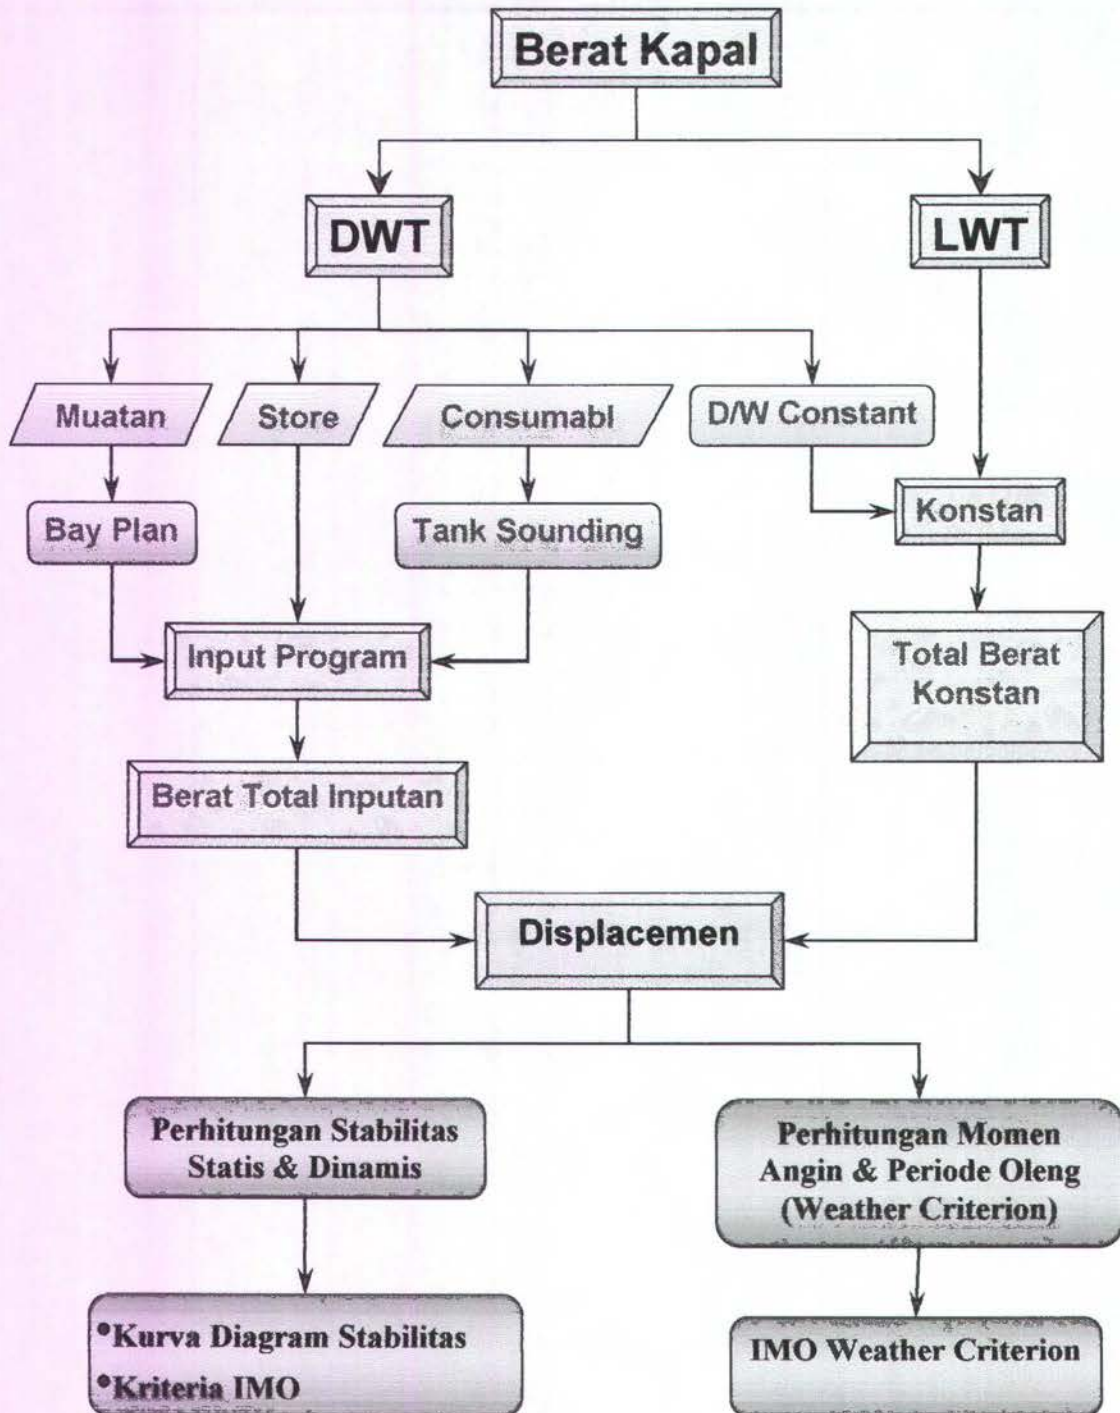 Berat Kapal
DWT
LWT
Muatan
Store
Consumabl
D/W Constant
Bay Plan
Tank Sounding
Konstan
Input Program
Total Berat
Konstan
Berat Total Inputan
Displacemen
Perhitungan Stabilitas
Statis & Dinamis
Perhitungan Momen
Angin & Periode Oleng
(Weather Criterion)
•Kurva Diagram Stabilitas
•Kriteria IMO
IMO Weather Criterion